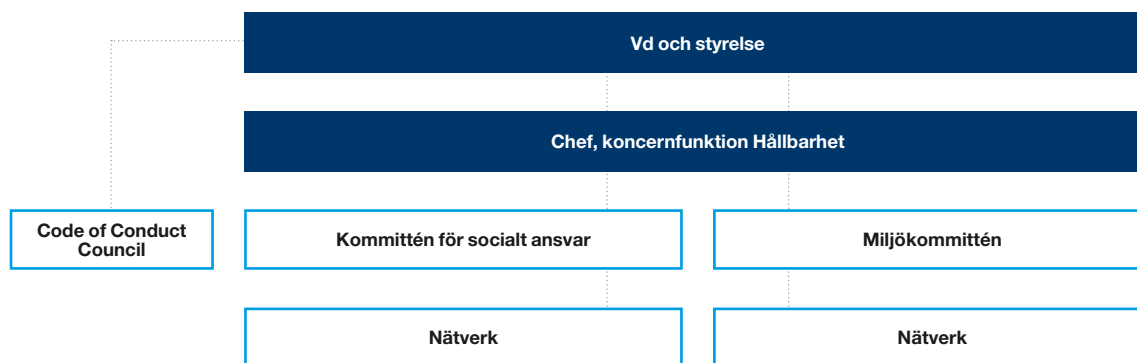 Vd och styrelse
Chef, koncernfunktion Hållbarhet
Code of Conduct
Council
Kommittén för socialt ansvar
Miljökommittén
Nätverk
Nätverk